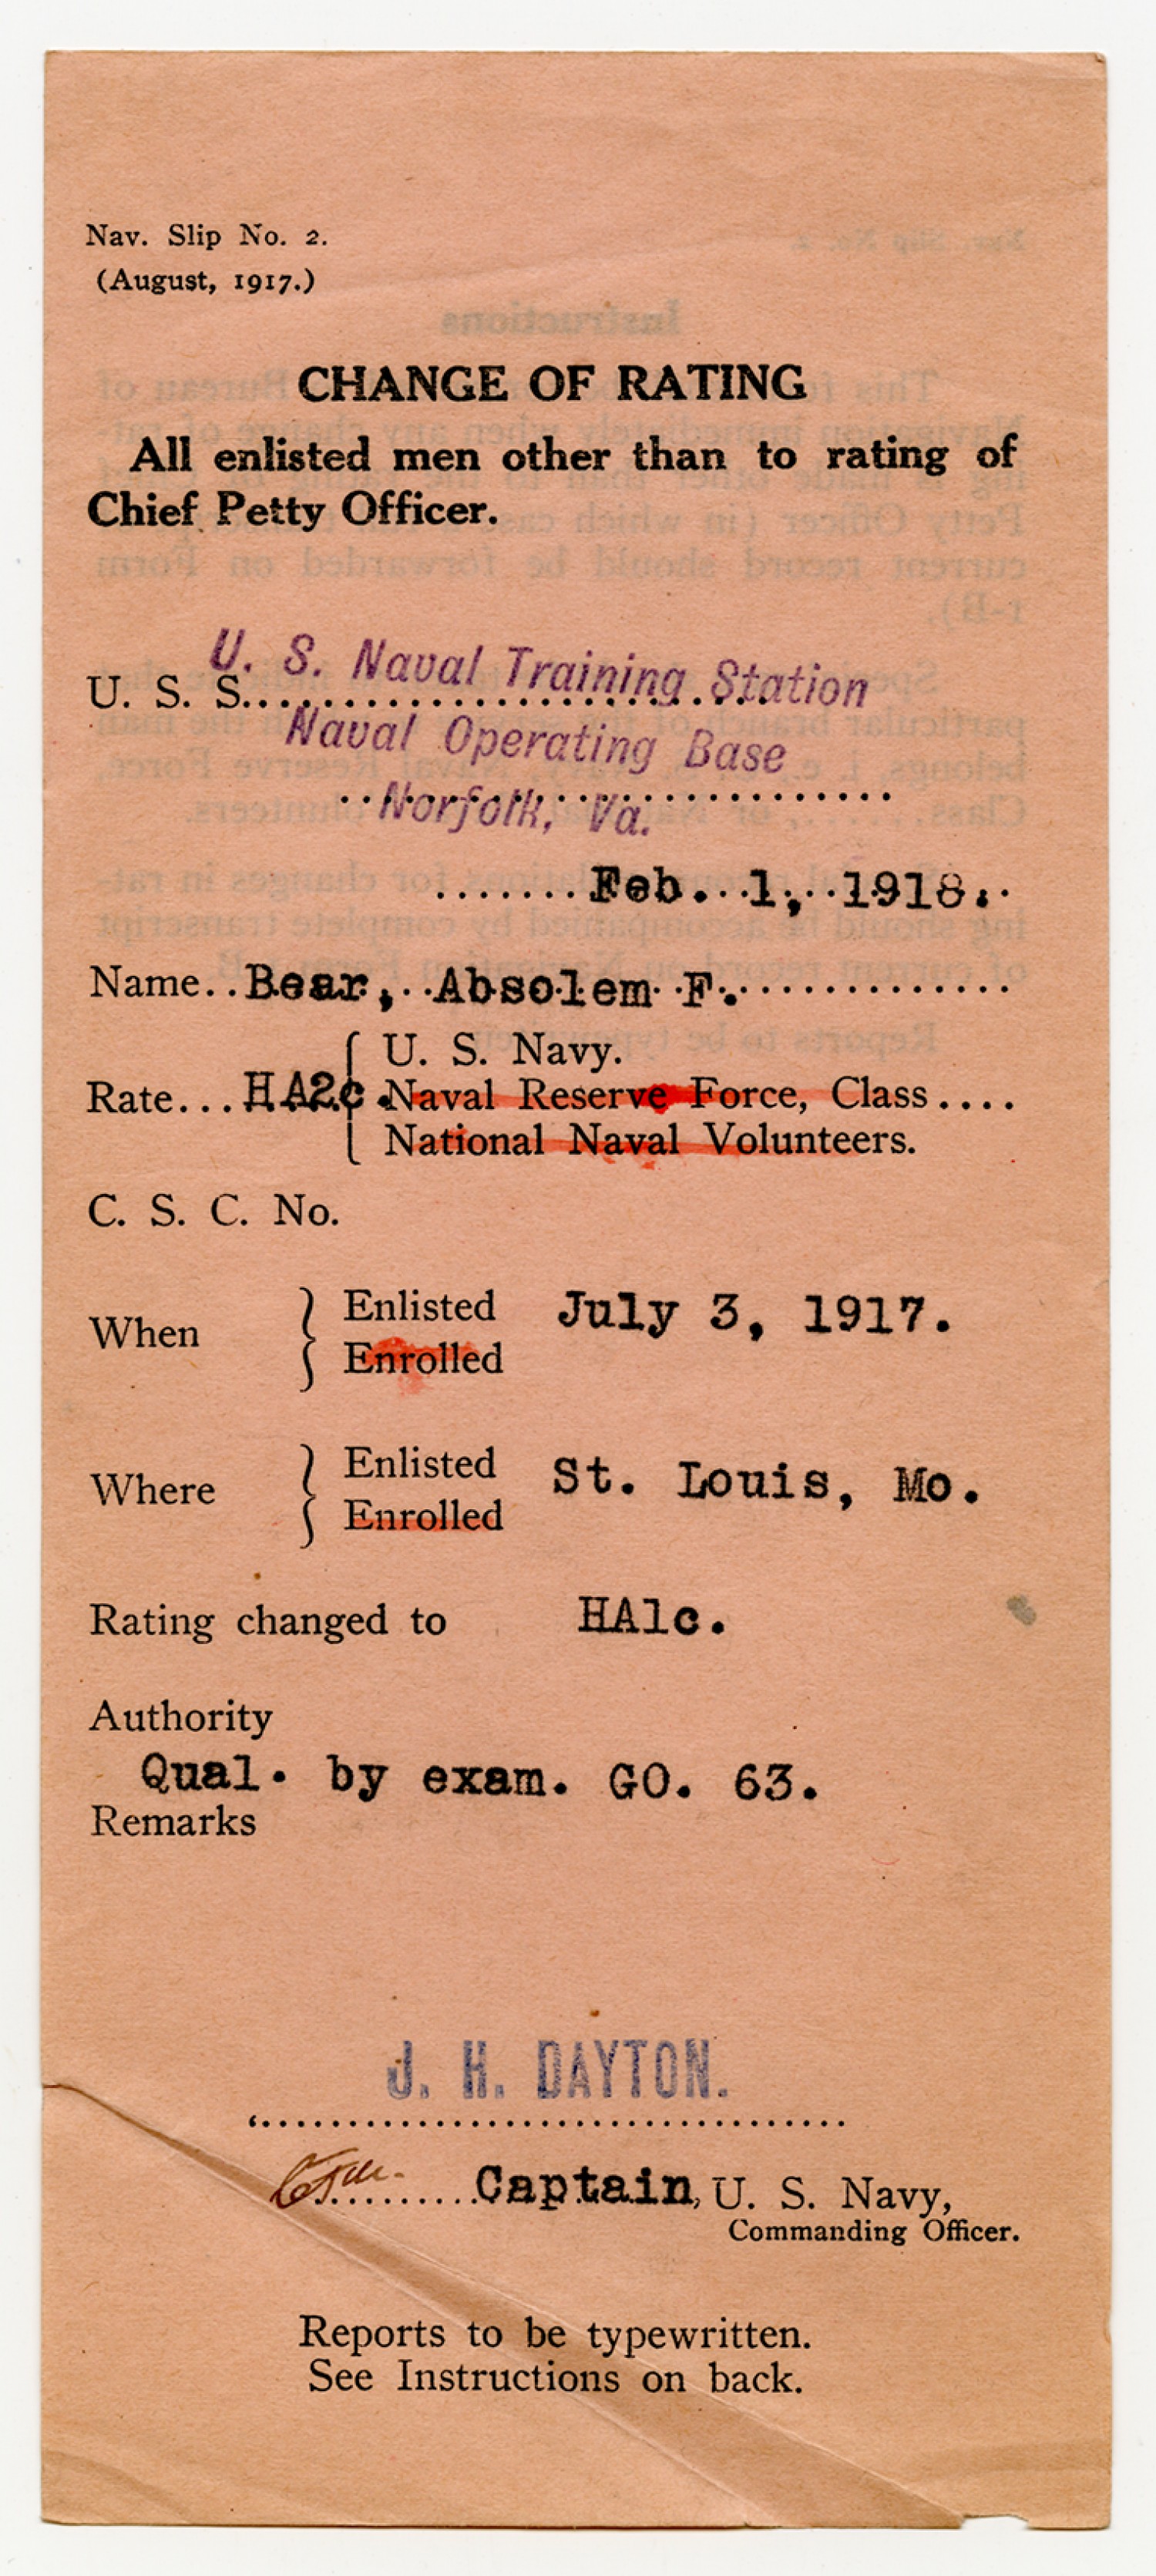 Nav. Slip No. 2.
(August, 1917.)
CHANGE OF RATING
All enlisted men other than to rating of
Chief Petty Officer.
U. S. Naval Training Station
U. S. S.
Naval Operating Base
Norfolk, Va.
Feb. 1, 1918.
Name.. Bear, Absolem F.
U. S. Navy.
Rate... HA2c. Naval Reserve Force, Class....
National Naval Volunteers.
C. S. C. No.
When Enlisted July 3, 1917.
Enrolled
Where Enlisted St. Louis, Mo.
Enrolled
Rating changed to HA1c.
Authority
Qual. by exam. GO. 63.
Remarks
J. H. DAYTON.
Captain, U. S. Navy,
Commanding Officer.
Reports to be typewritten.
See Instructions on back.